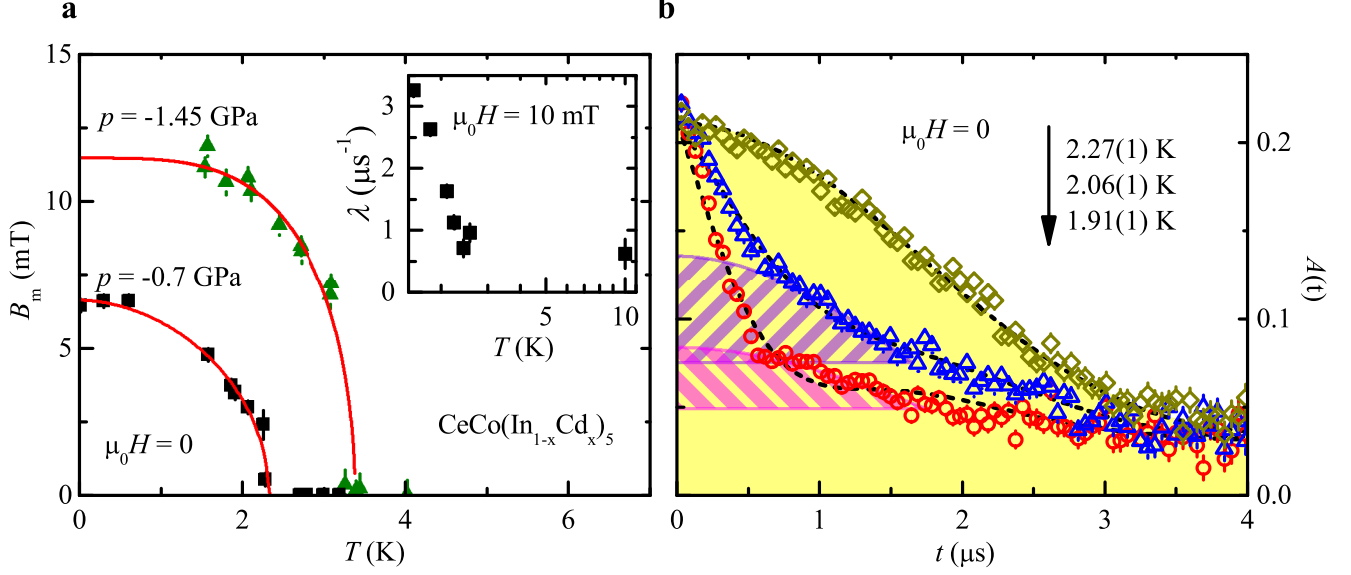 a
15
10
5
0
B_m (mT)
p = -1.45 GPa
p = -0.7 GPa
μ₀H = 0
CeCo(In₁₋ₓCdₓ)₅
0 2 4 6
T (K)
3
2
1
0
λ (μs⁻¹)
μ₀H = 10 mT
5 10
T (K)
b
μ₀H = 0
2.27(1) K
2.06(1) K
1.91(1) K
0.2
0.1
0.0
A(t)
0 1 2 3 4
t (μs)